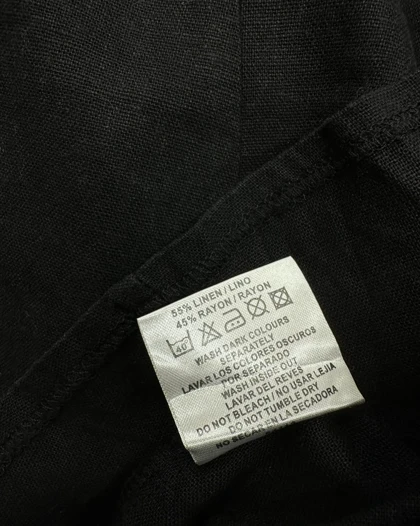 55% LINEN / LINO
45% RAYON / RAYON
40
WASH DARK COLOURS
SEPARATELY
LAVAR LOS COLORES OSCUROS
POR SEPARADO
WASH INSIDE OUT
LAVAR DEL REVES
DO NOT BLEACH / NO USAR LEJIA
DO NOT TUMBLE DRY
NO SECAR EN LA SECADORA